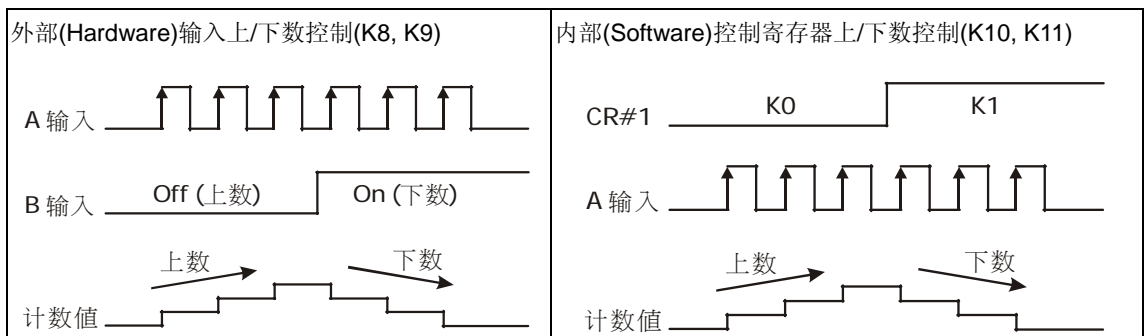 外部(Hardware)输入上/下数控制(K8, K9)
A 输入
B 输入
Off (上数)
On (下数)
上数
下数
计数值
内部(Software)控制寄存器上/下数控制(K10, K11)
CR#1
K0
K1
A 输入
上数
下数
计数值